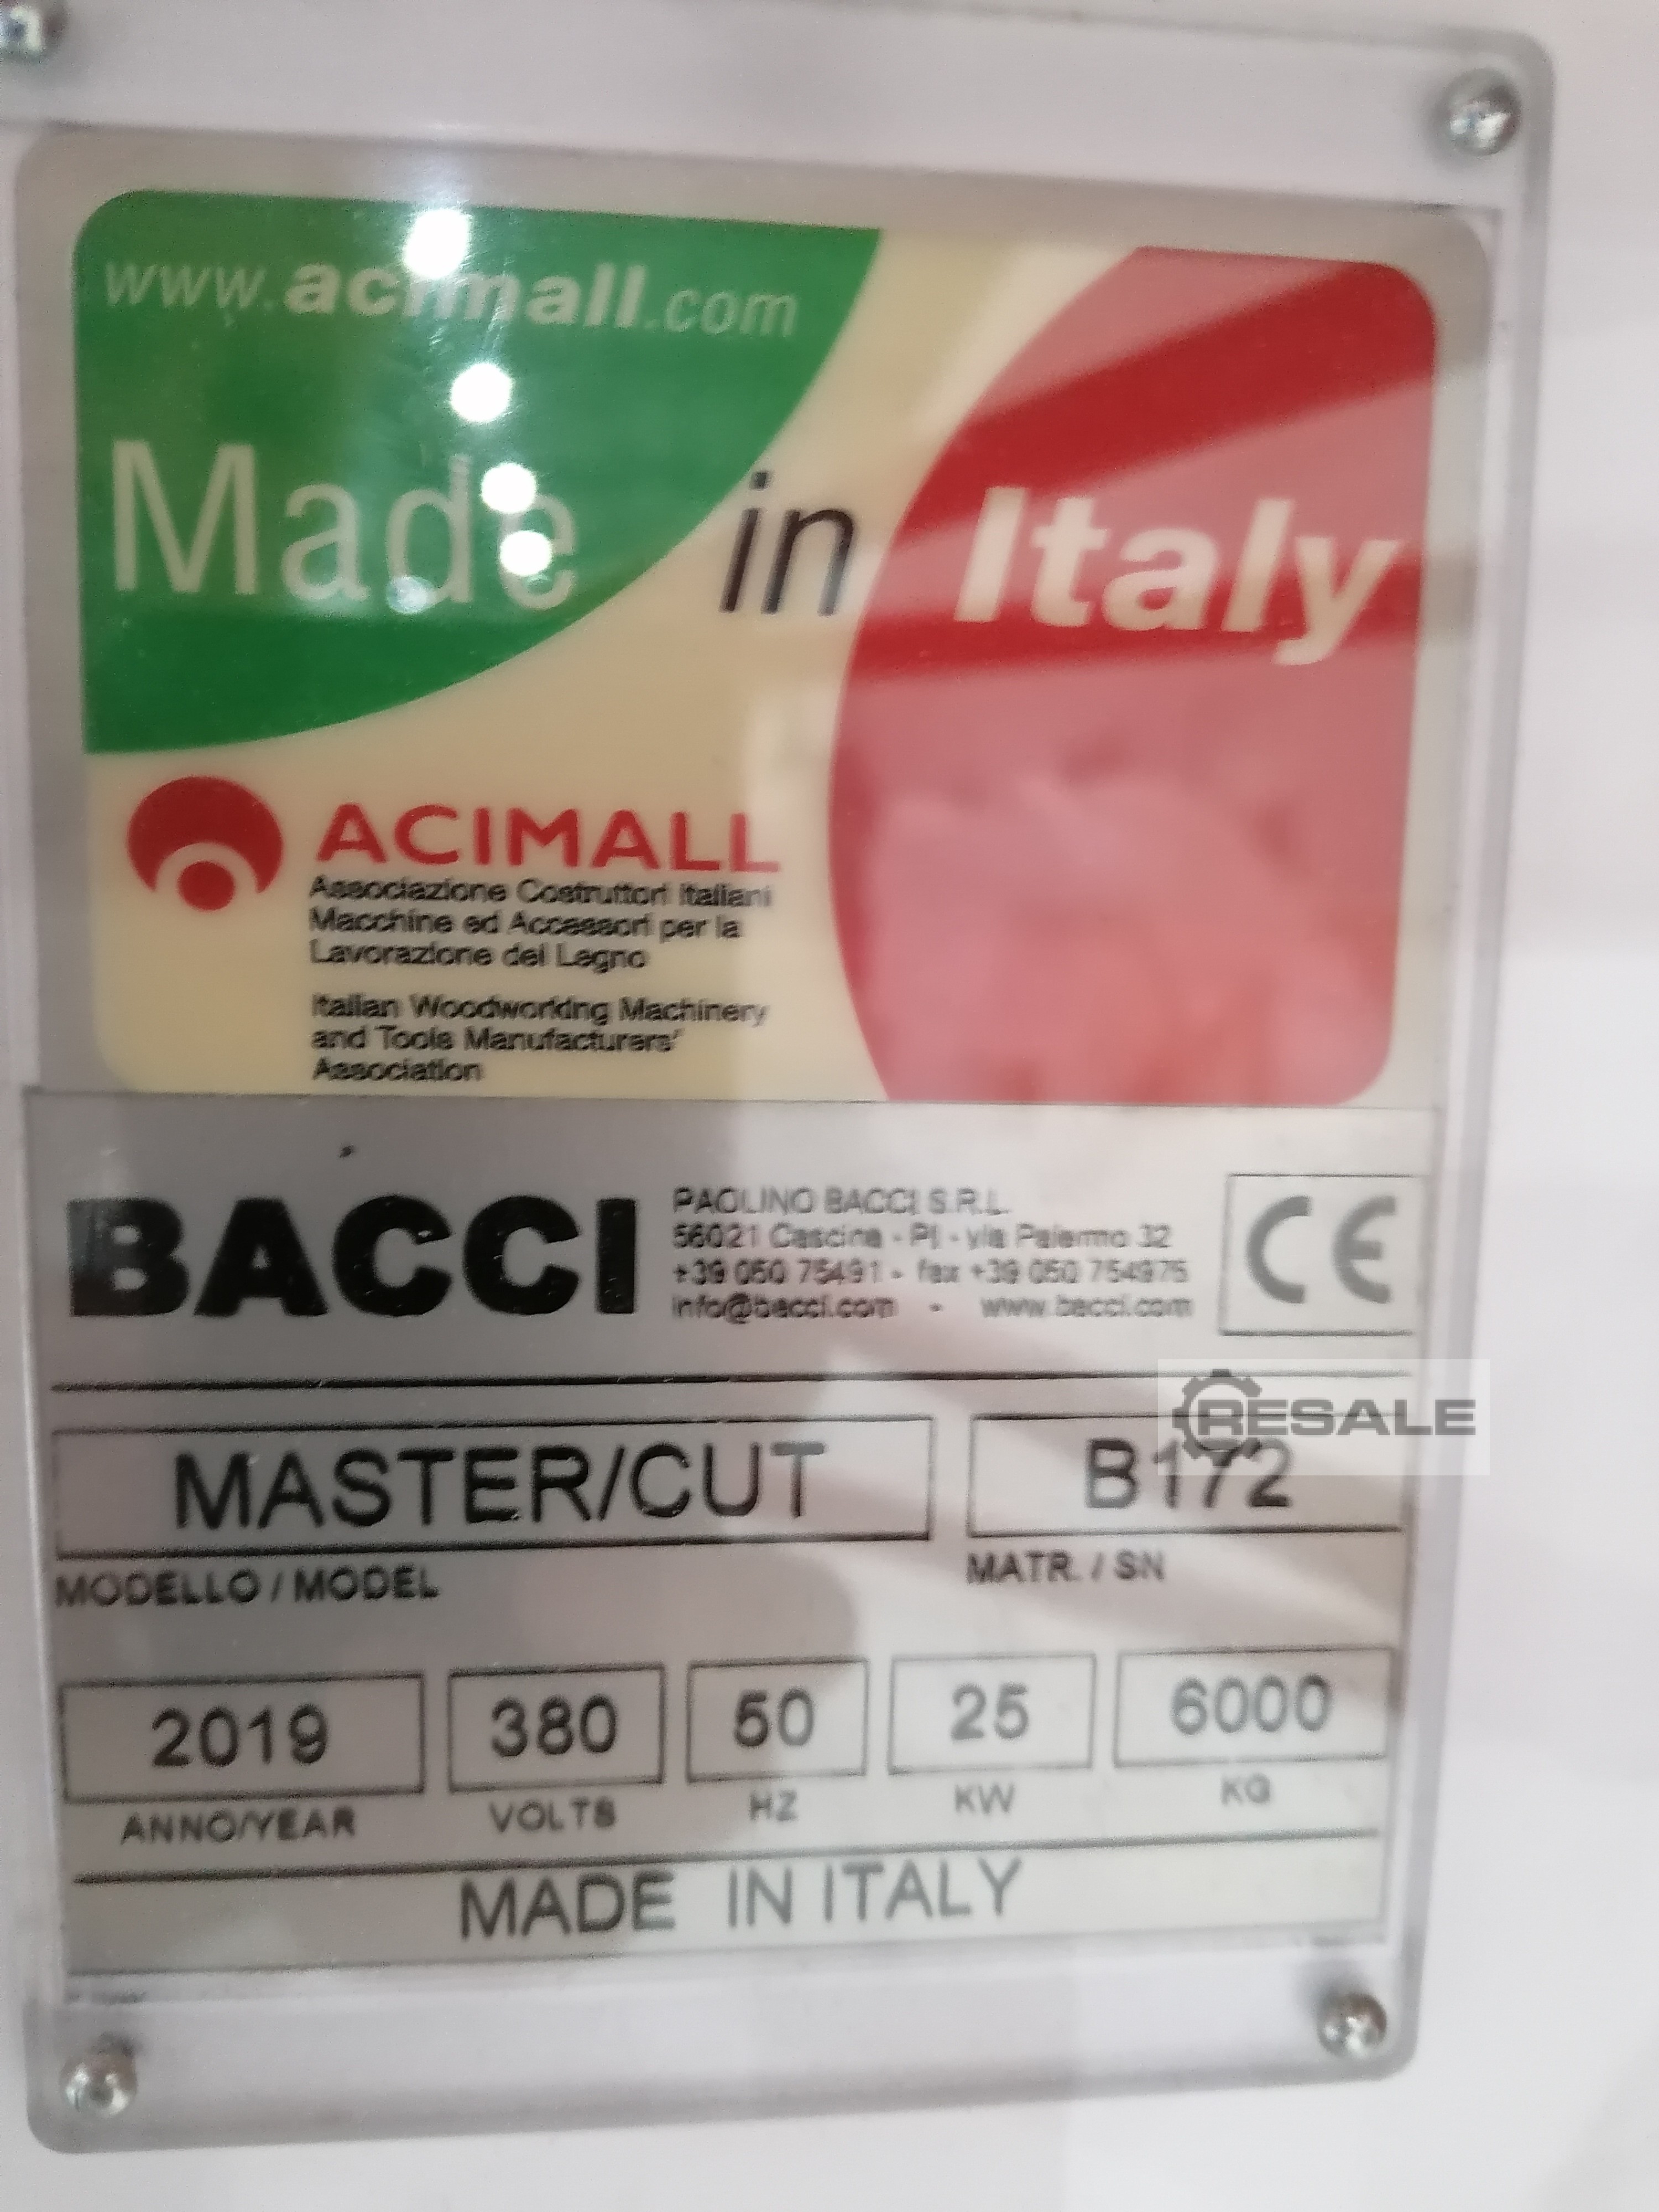 www.acimall.com
Made in Italy
ACIMALL
Associazione Costruttori Italiani
Macchine ed Accessori per la
Lavorazione del Legno
Italian Woodworking Machinery
and Tools Manufacturers'
Association
BACCI
PAOLINO BACCI S.R.L.
56021 Cascina - PI - via Palermo 32
+39 050 75491 - fax +39 050 754975
info@bacci.com - www.bacci.com
CE
RESALE
MASTER/CUT B172
MODELLO / MODEL MATR. / SN
2019 380 50 25 6000
ANNO/YEAR VOLTS HZ KW KG
MADE IN ITALY